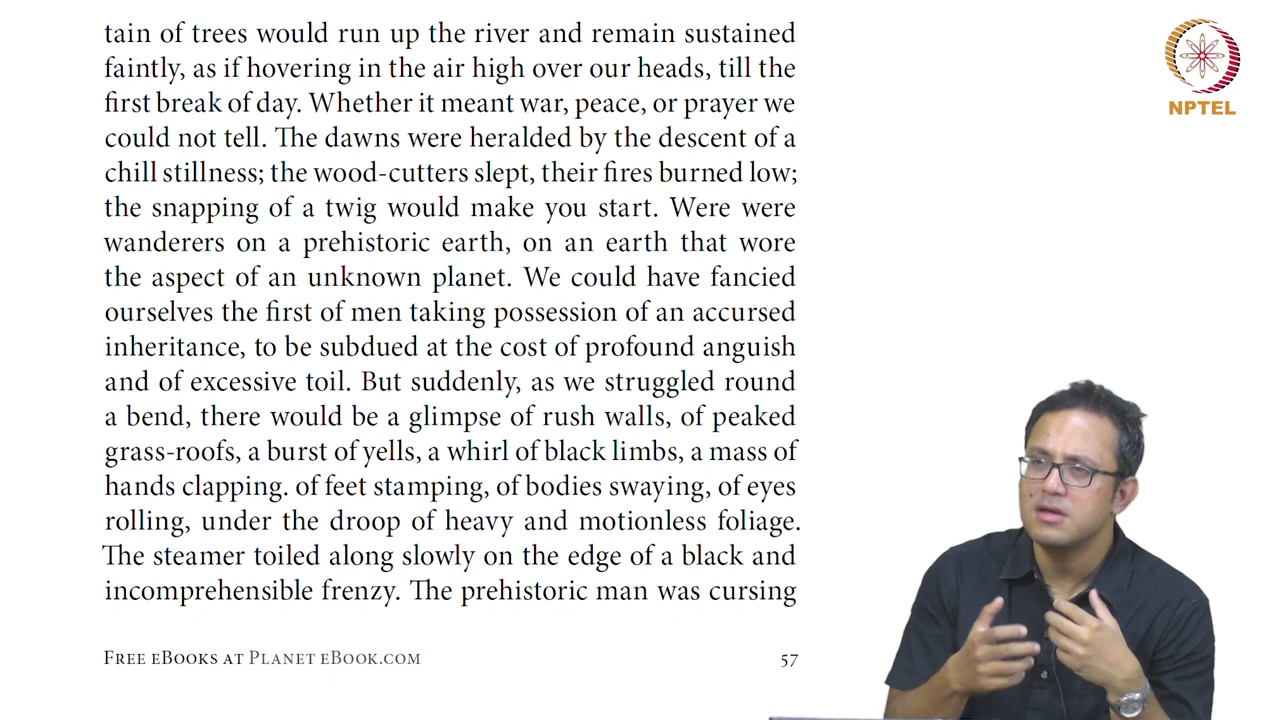 tain of trees would run up the river and remain sustained
faintly, as if hovering in the air high over our heads, till the
first break of day. Whether it meant war, peace, or prayer we
could not tell. The dawns were heralded by the descent of a
chill stillness; the wood-cutters slept, their fires burned low;
the snapping of a twig would make you start. Were were
wanderers on a prehistoric earth, on an earth that wore
the aspect of an unknown planet. We could have fancied
ourselves the first of men taking possession of an accursed
inheritance, to be subdued at the cost of profound anguish
and of excessive toil. But suddenly, as we struggled round
a bend, there would be a glimpse of rush walls, of peaked
grass-roofs, a burst of yells, a whirl of black limbs, a mass of
hands clapping. of feet stamping, of bodies swaying, of eyes
rolling, under the droop of heavy and motionless foliage.
The steamer toiled along slowly on the edge of a black and
incomprehensible frenzy. The prehistoric man was cursing
Free eBooks at Planet eBook.com
57
NPTEL